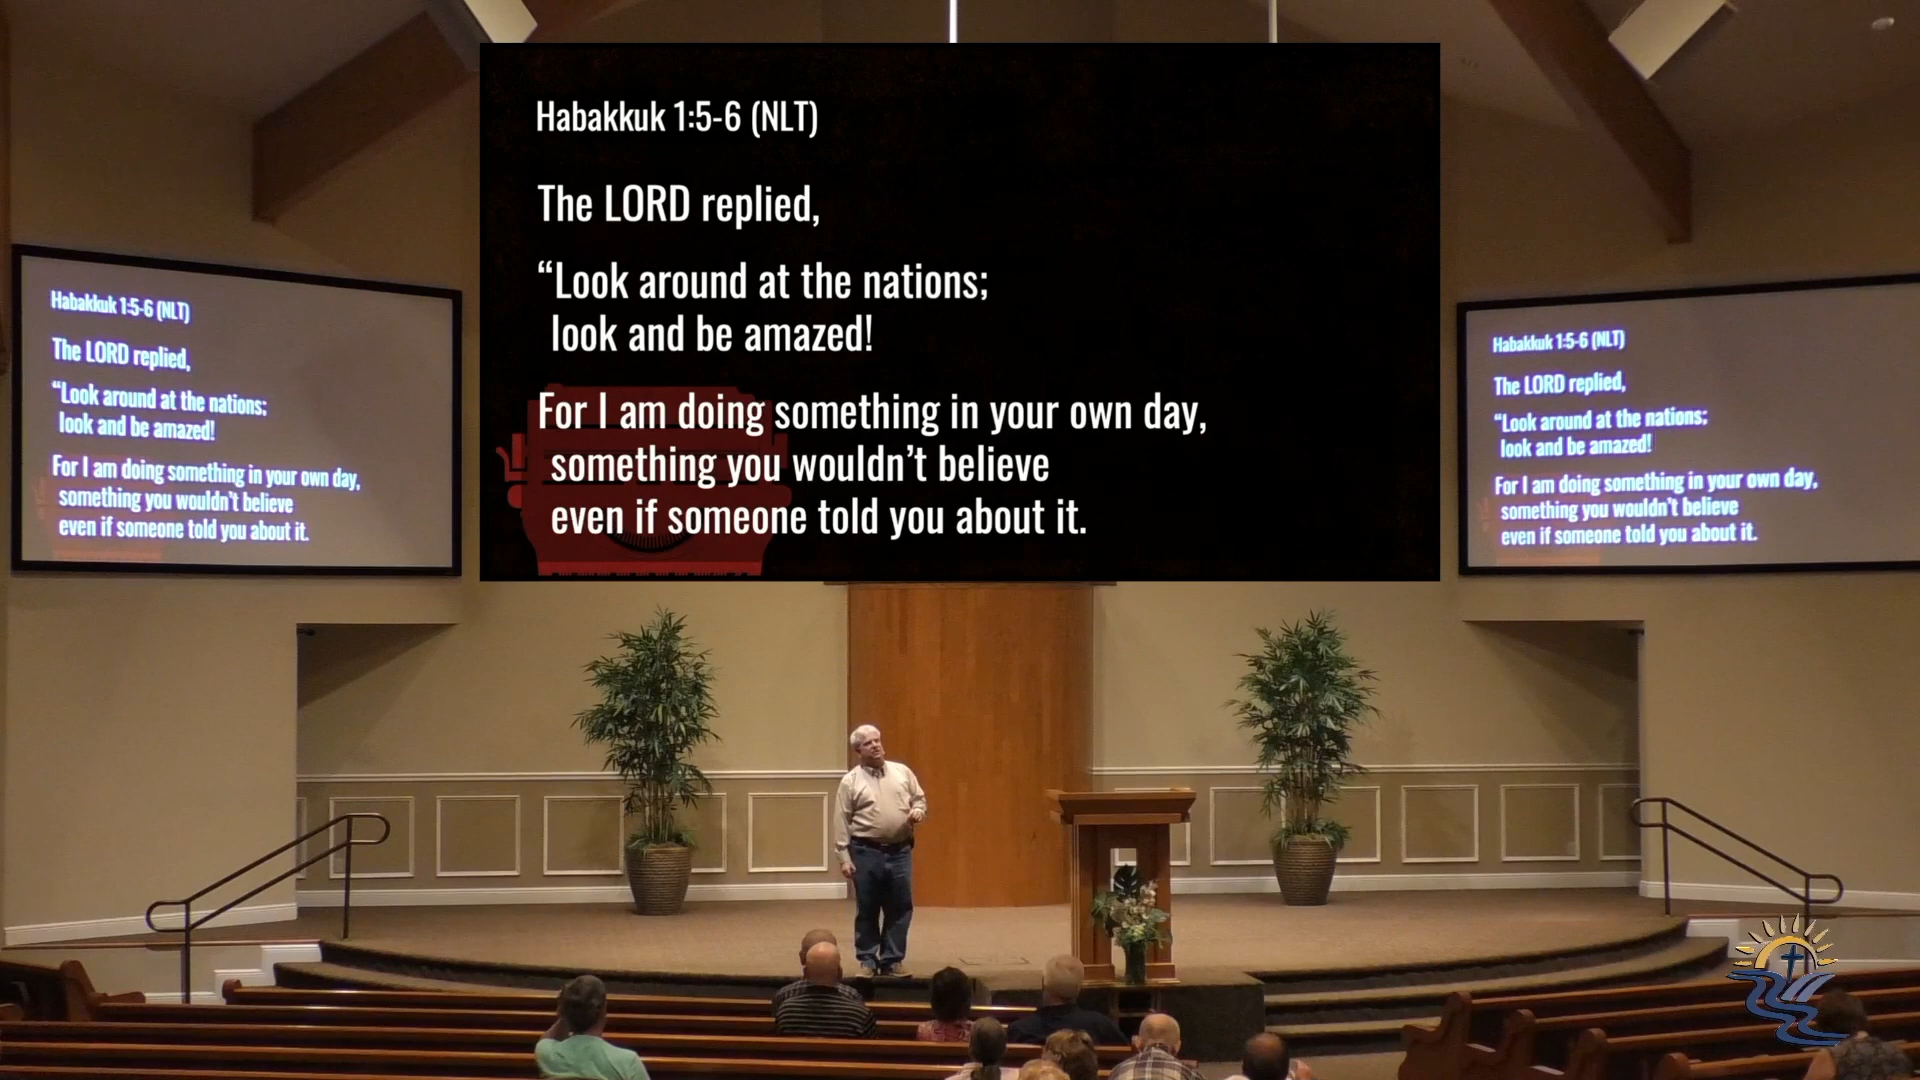 Habakkuk 1:5-6 (NLT)
The LORD replied,
“Look around at the nations;
look and be amazed!
For I am doing something in your own day,
something you wouldn’t believe
even if someone told you about it.
Habakkuk 1:5-6 (NLT)
The LORD replied,
“Look around at the nations;
look and be amazed!
For I am doing something in your own day,
something you wouldn’t believe
even if someone told you about it.
Habakkuk 1:5-6 (NLT)
The LORD replied,
“Look around at the nations;
look and be amazed!
For I am doing something in your own day,
something you wouldn’t believe
even if someone told you about it.